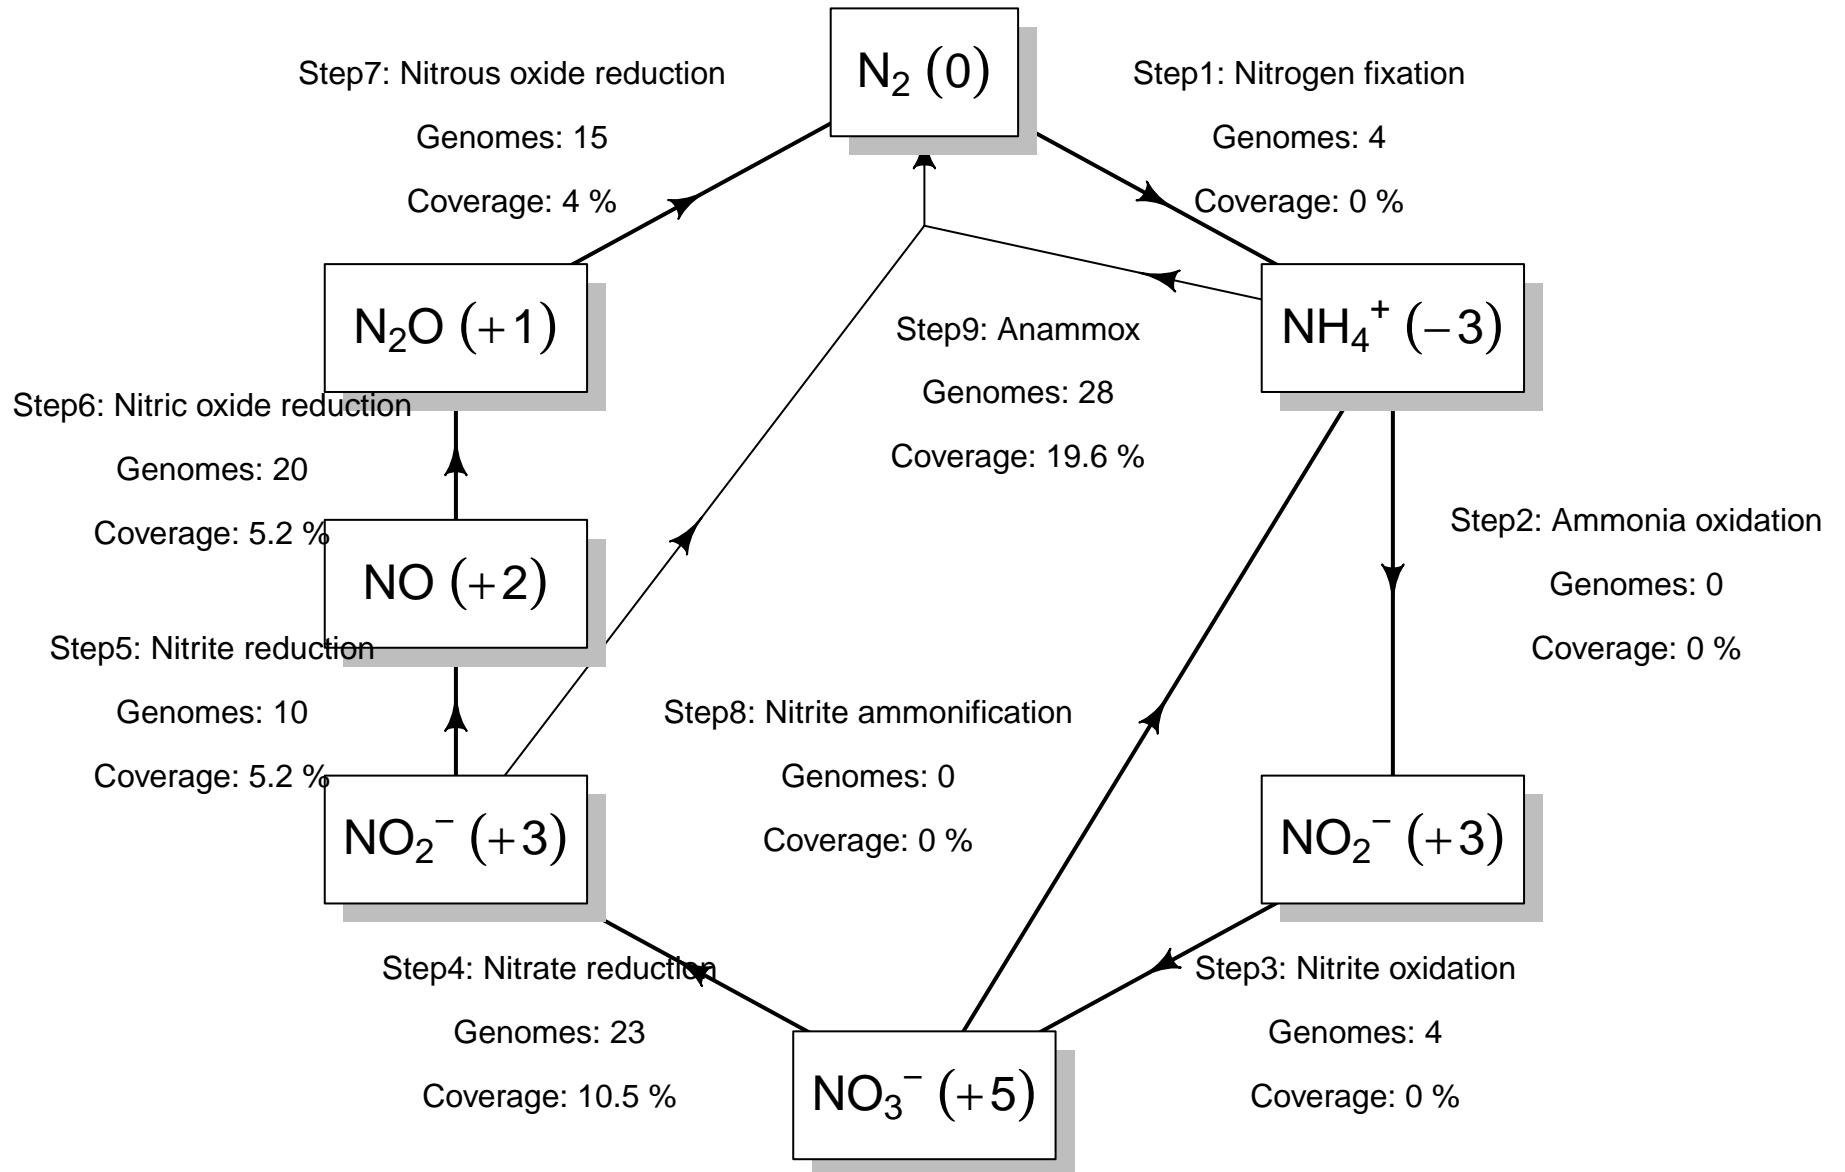 N₂ (0)
Step7: Nitrous oxide reduction
Genomes: 15
Coverage: 4 %
Step1: Nitrogen fixation
Genomes: 4
Coverage: 0 %
N₂O (+1)
Step9: Anammox
Genomes: 28
Coverage: 19.6 %
NH₄⁺ (−3)
Step6: Nitric oxide reduction
Genomes: 20
Coverage: 5.2 %
Step2: Ammonia oxidation
Genomes: 0
Coverage: 0 %
NO (+2)
Step5: Nitrite reduction
Genomes: 10
Coverage: 5.2 %
Step8: Nitrite ammonification
Genomes: 0
Coverage: 0 %
NO₂⁻ (+3)
NO₂⁻ (+3)
Step4: Nitrate reduction
Genomes: 23
Coverage: 10.5 %
Step3: Nitrite oxidation
Genomes: 4
Coverage: 0 %
NO₃⁻ (+5)